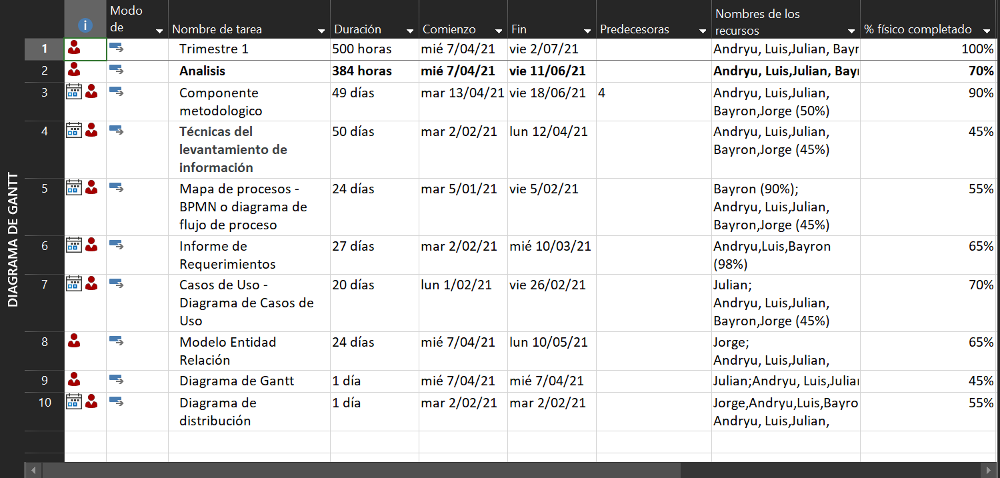 DIAGRAMA DE GANTT
i Modo de Nombre de tarea Duración Comienzo Fin Predecesoras Nombres de los recursos % físico completado
1 Trimestre 1 500 horas mié 7/04/21 vie 2/07/21 Andryu, Luis,Julian, Bayr 100%
2 Analisis 384 horas mié 7/04/21 vie 11/06/21 Andryu, Luis,Julian, Bay 70%
3 Componente 49 días mar 13/04/21 vie 18/06/21 4 Andryu, Luis,Julian, 90%
metodologico Bayron,Jorge (50%)
4 Técnicas del 50 días mar 2/02/21 lun 12/04/21 Andryu, Luis,Julian, 45%
levantamiento de Bayron,Jorge (45%)
información
5 Mapa de procesos - 24 días mar 5/01/21 vie 5/02/21 Bayron (90%); 55%
BPMN o diagrama de Andryu, Luis,Julian,
flujo de proceso Bayron,Jorge (45%)
6 Informe de 27 días mar 2/02/21 mié 10/03/21 Andryu,Luis,Bayron 65%
Requerimientos (98%)
7 Casos de Uso - 20 días lun 1/02/21 vie 26/02/21 Julian; 70%
Diagrama de Casos de Andryu, Luis,Julian,
Uso Bayron,Jorge (45%)
8 Modelo Entidad 24 días mié 7/04/21 lun 10/05/21 Jorge; 65%
Relación Andryu, Luis,Julian,
9 Diagrama de Gantt 1 día mié 7/04/21 mié 7/04/21 Julian;Andryu, Luis,Julian 45%
10 Diagrama de 1 día mar 2/02/21 mar 2/02/21 Jorge,Andryu,Luis,Bayro 55%
distribución Andryu, Luis,Julian,